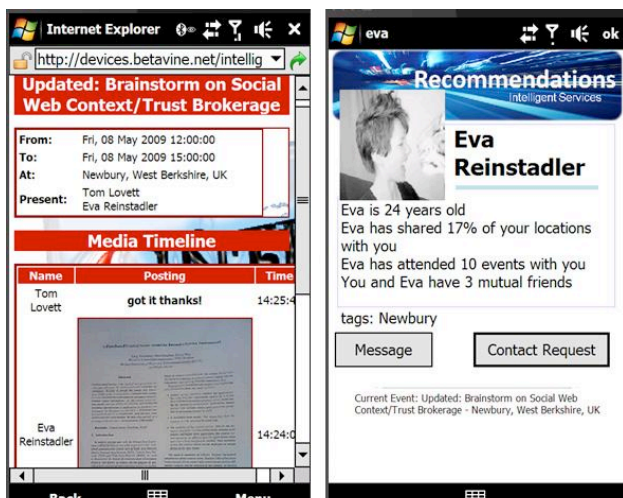 Internet Explorer
http://devices.betavine.net/intellig
Updated: Brainstorm on Social
Web Context/Trust Brokerage
From: Fri, 08 May 2009 12:00:00
To: Fri, 08 May 2009 15:00:00
At: Newbury, West Berkshire, UK
Present: Tom Lovett
Eva Reinstadler
Media Timeline
Name Posting Time
Tom
Lovett
got it thanks! 14:25:4
Eva
Reinstadler
14:24:0
Back Menu
eva ok
Recommendations
Intelligent Services
Eva
Reinstadler
Eva is 24 years old
Eva has shared 17% of your locations
with you
Eva has attended 10 events with you
You and Eva have 3 mutual friends
tags: Newbury
Message Contact Request
Current Event: Updated: Brainstorm on Social Web
Context/Trust Brokerage - Newbury, West Berkshire, UK